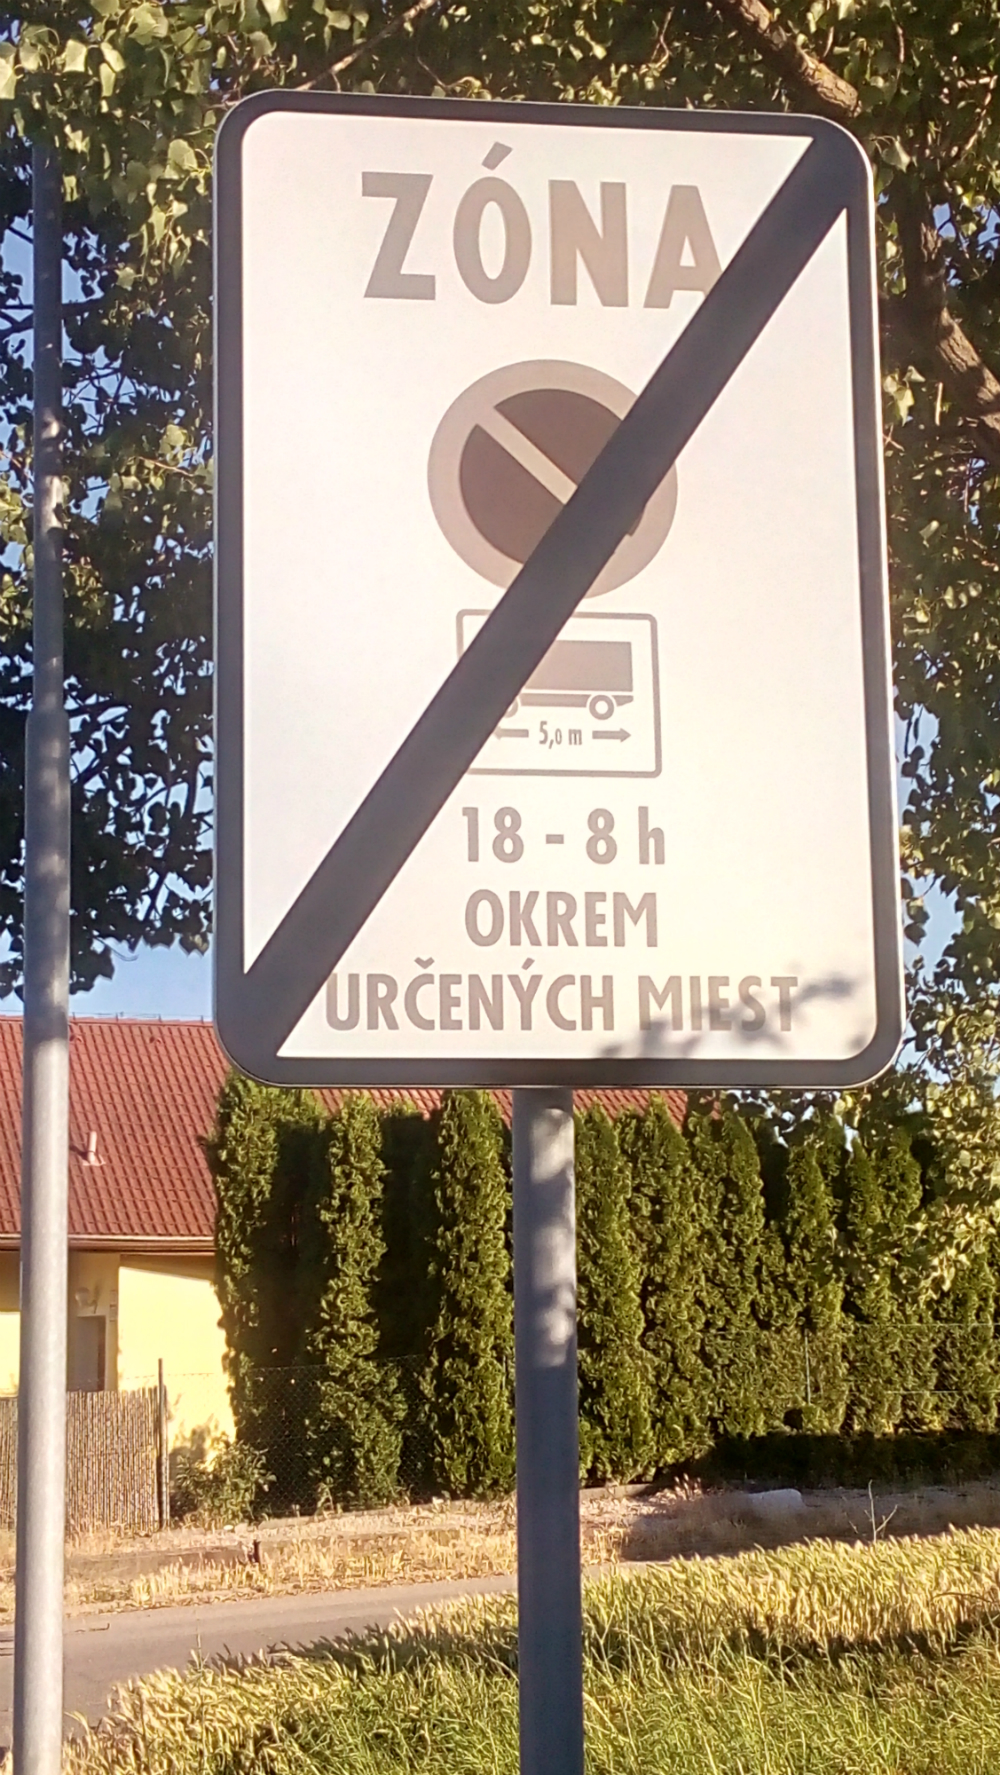 ZÓNA
5,0 m
18 - 8 h
OKREM
URČENÝCH MIEST